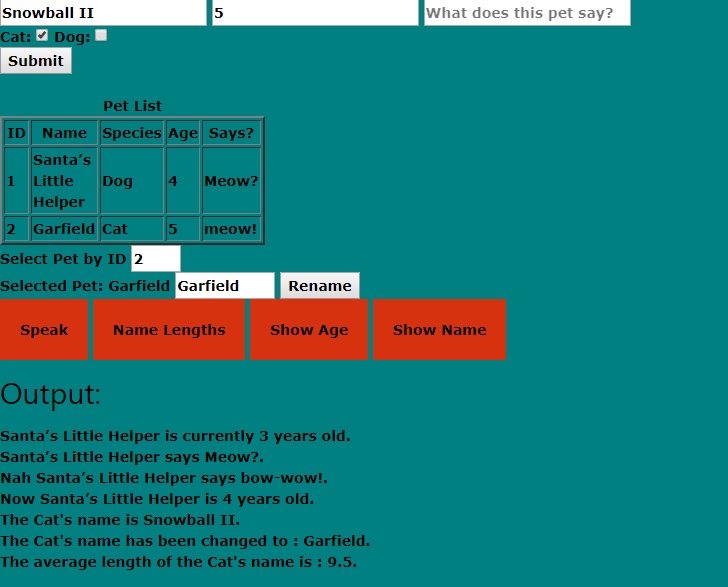 Snowball II 5 What does this pet say?
Cat: Dog:
Submit
Pet List
ID Name Species Age Says?
1 Santa’s Little Helper Dog 4 Meow?
2 Garfield Cat 5 meow!
Select Pet by ID 2
Selected Pet: Garfield Garfield Rename
Speak Name Lengths Show Age Show Name
Output:
Santa’s Little Helper is currently 3 years old.
Santa’s Little Helper says Meow?.
Nah Santa’s Little Helper says bow-wow!.
Now Santa’s Little Helper is 4 years old.
The Cat's name is Snowball II.
The Cat's name has been changed to : Garfield.
The average length of the Cat's name is : 9.5.